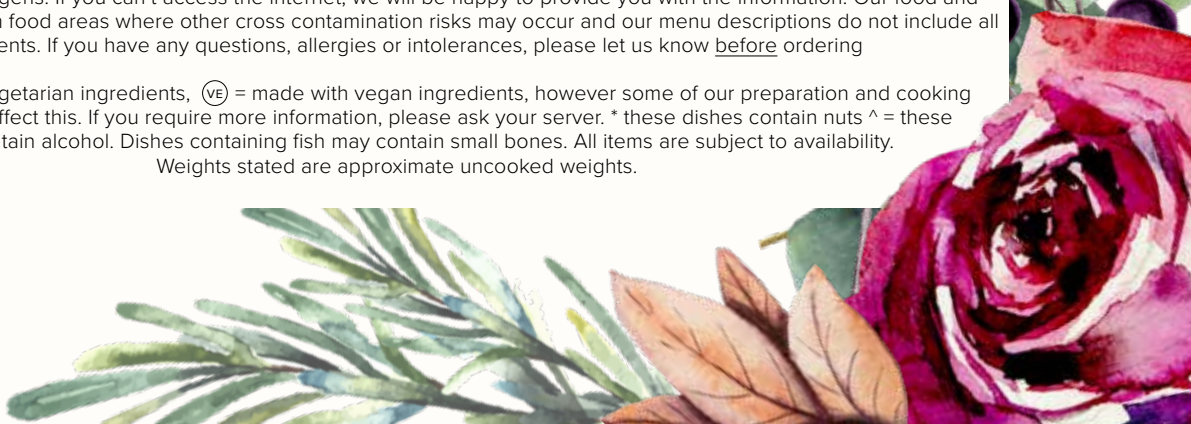 you can't access the internet, we will be happy to provide you with the information. Our food and
food areas where other cross contamination risks may occur and our menu descriptions do not include all
ents. If you have any questions, allergies or intolerances, please let us know before ordering
getarian ingredients, VE = made with vegan ingredients, however some of our preparation and cooking
ffect this. If you require more information, please ask your server. * these dishes contain nuts ^ = these
tain alcohol. Dishes containing fish may contain small bones. All items are subject to availability.
Weights stated are approximate uncooked weights.